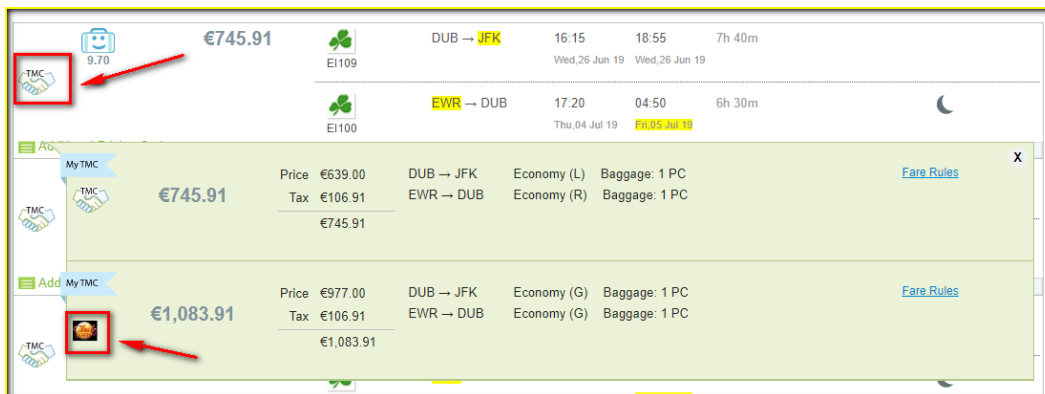 €745.91 DUB → JFK 16:15 18:55 7h 40m
9.70 EI109 Wed,26 Jun 19 Wed,26 Jun 19
TMC
EWR → DUB 17:20 04:50 6h 30m
EI100 Thu,04 Jul 19 Fri,05 Jul 19
My TMC X
Price €639.00 DUB → JFK Economy (L) Baggage: 1 PC Fare Rules
TMC €745.91 Tax €106.91 EWR → DUB Economy (R) Baggage: 1 PC
TMC €745.91
Add My TMC
Price €977.00 DUB → JFK Economy (G) Baggage: 1 PC Fare Rules
€1,083.91 Tax €106.91 EWR → DUB Economy (G) Baggage: 1 PC
€1,083.91
TMC